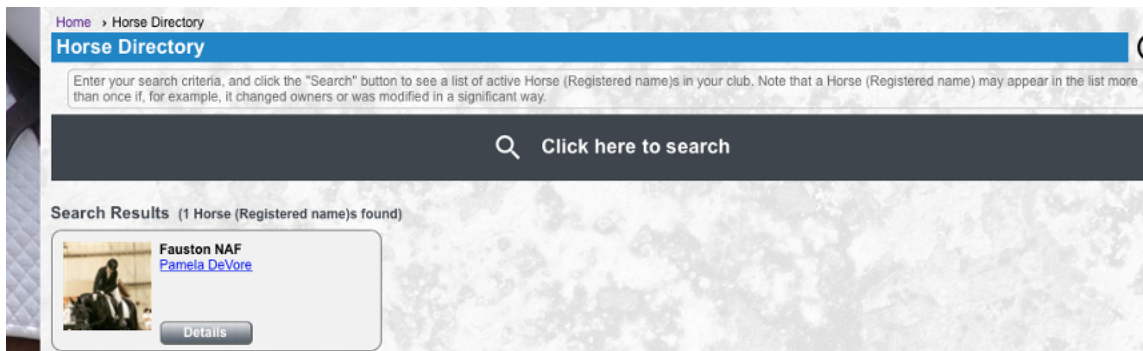 Home › Horse Directory
Horse Directory
Enter your search criteria, and click the "Search" button to see a list of active Horse (Registered name)s in your club. Note that a Horse (Registered name) may appear in the list more
than once if, for example, it changed owners or was modified in a significant way.
Click here to search
Search Results (1 Horse (Registered name)s found)
Fauston NAF
Pamela DeVore
Details